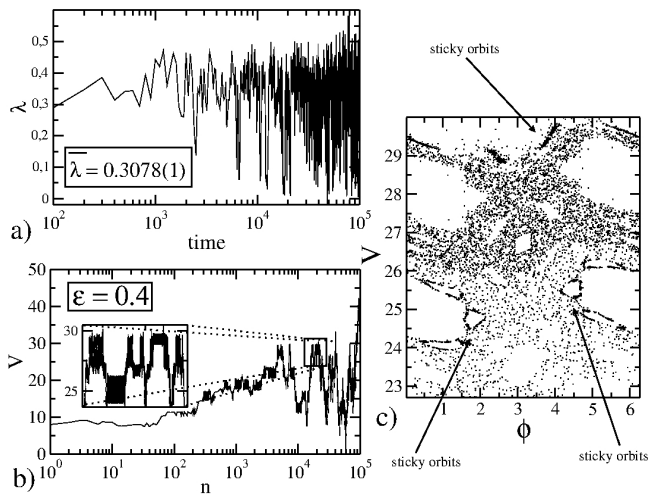 0,5
0,4
0,3
0,2
0,1
0
λ
λ = 0.3078(1)
10^2
10^3
10^4
10^5
time
a)
sticky orbits
50
40
30
20
10
0
V
ε = 0.4
30
25
10^0
10^1
10^2
10^3
10^4
10^5
n
b)
29
28
27
26
25
24
23
V
0
1
2
3
4
5
6
ϕ
c)
sticky orbits
sticky orbits